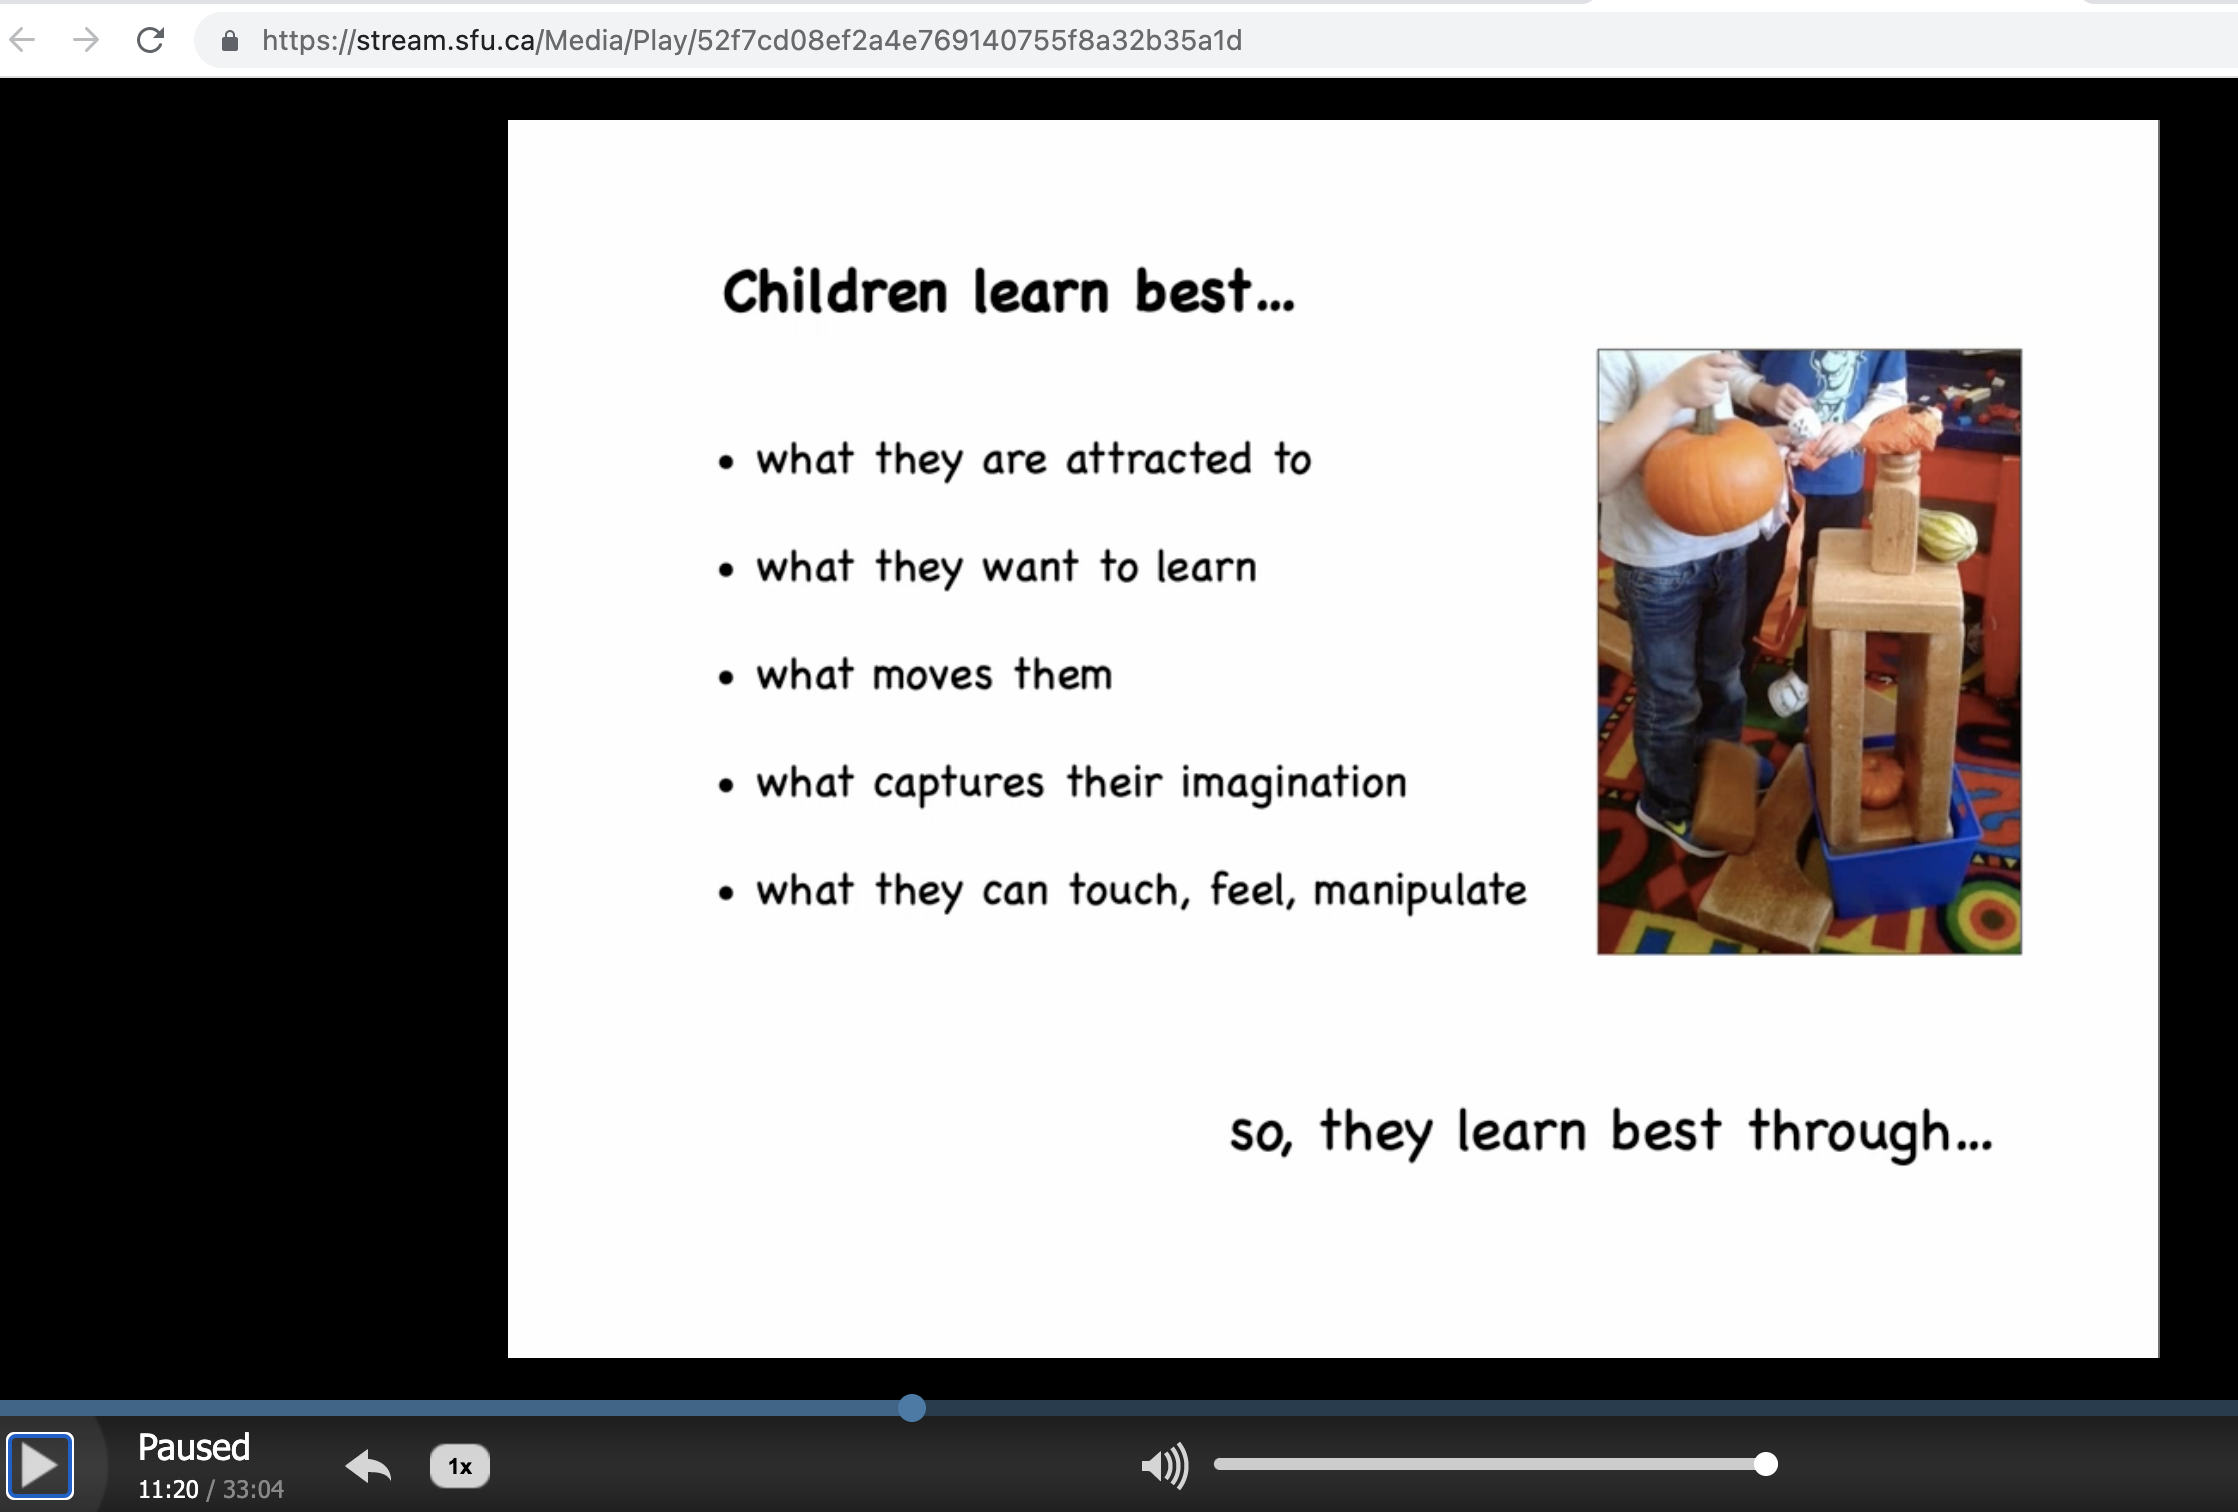 https://stream.sfu.ca/Media/Play/52f7cd08ef2a4e769140755f8a32b35a1d
Children learn best...
• what they are attracted to
• what they want to learn
• what moves them
• what captures their imagination
• what they can touch, feel, manipulate
so, they learn best through...
Paused
11:20 / 33:04
1x